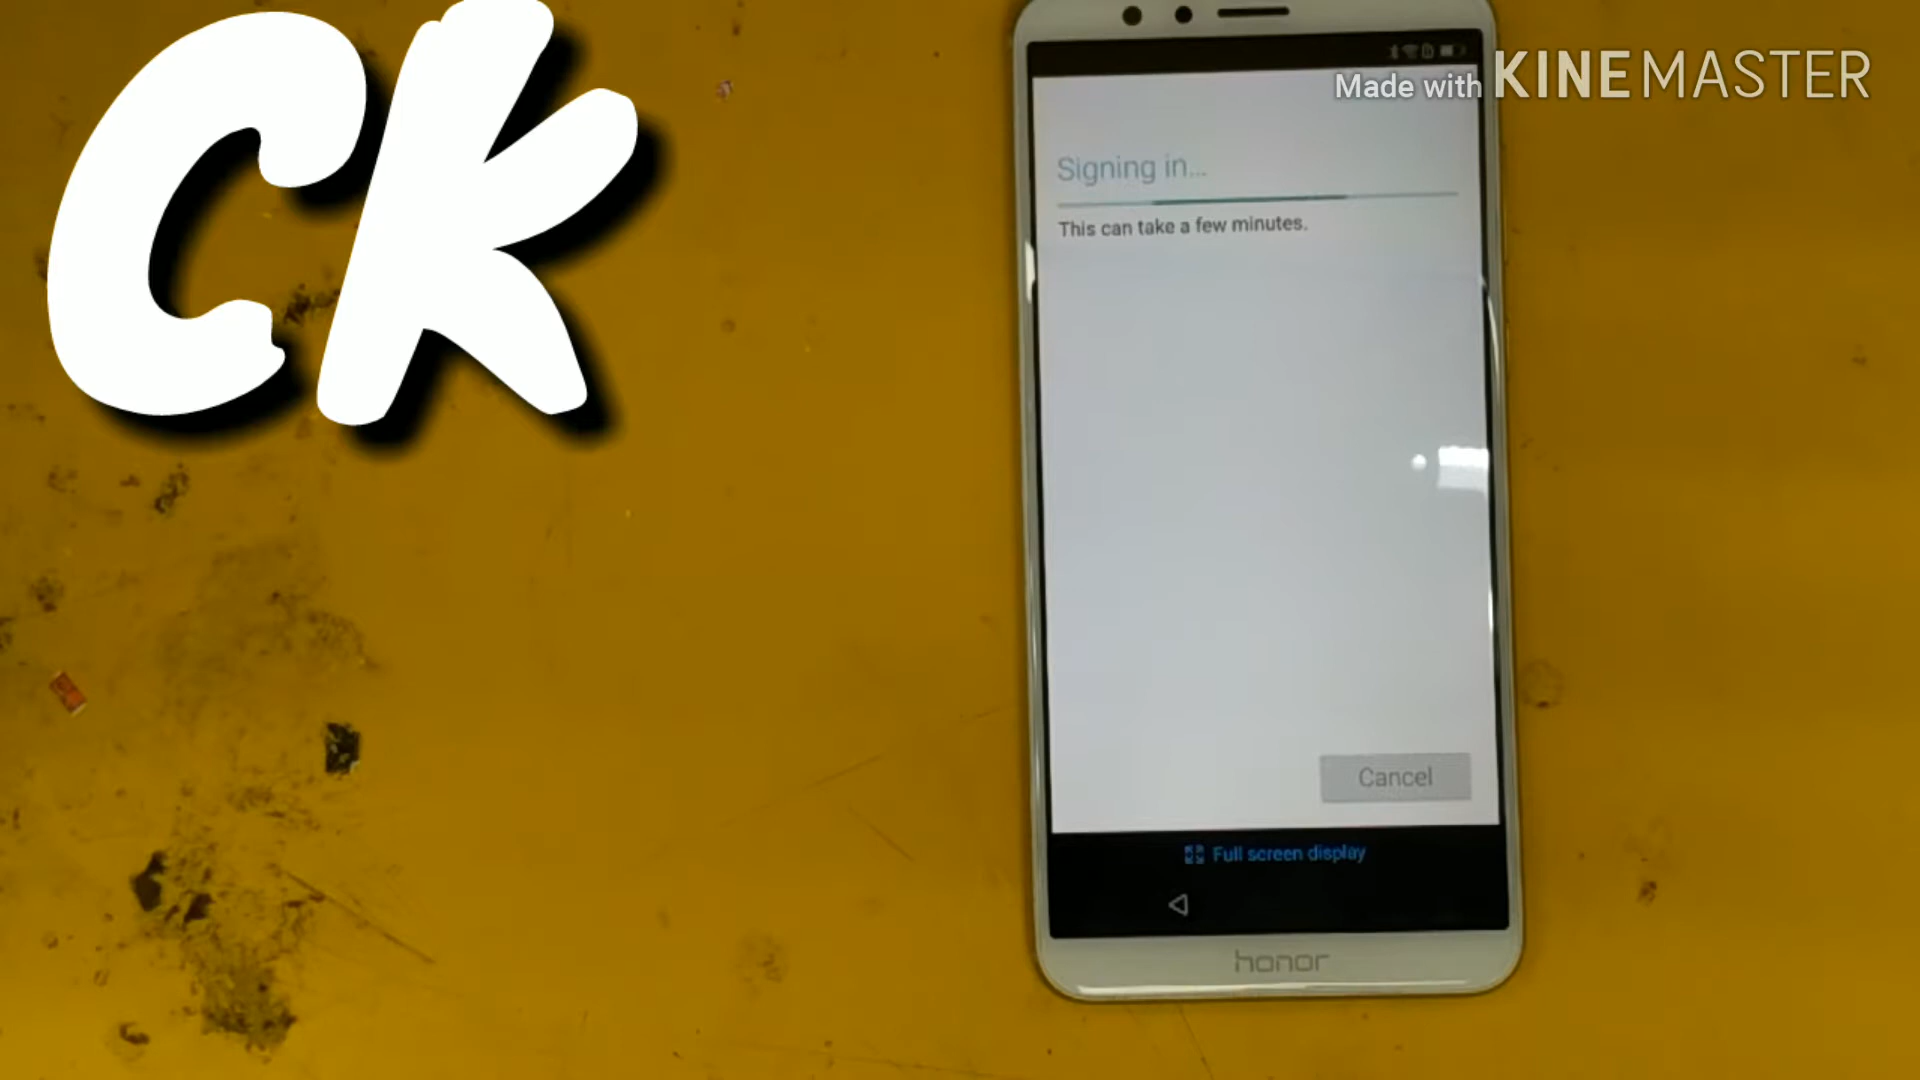 CK
Made with KINEMASTER
Signing in...
This can take a few minutes.
Cancel
Full screen display
honor